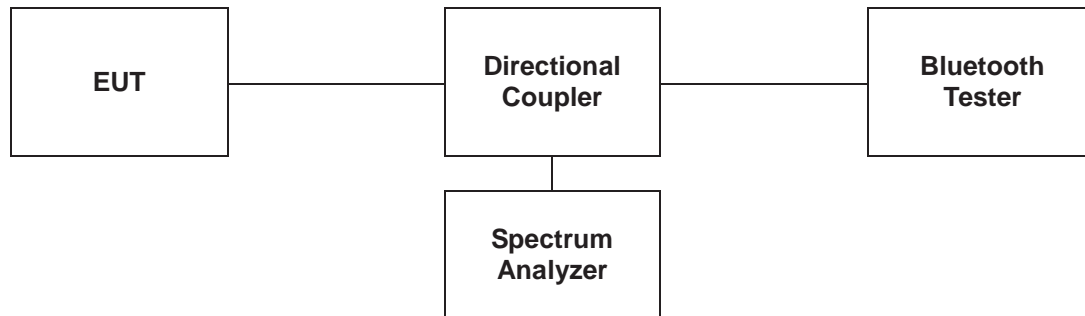 EUT
Directional
Coupler
Bluetooth
Tester
Spectrum
Analyzer